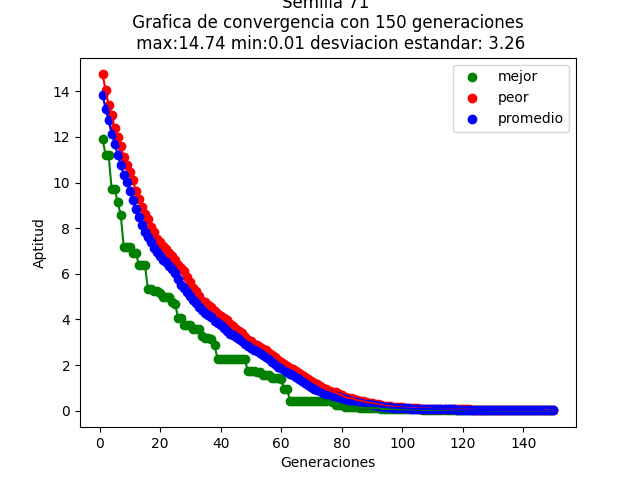 Semilla 71
Grafica de convergencia con 150 generaciones
max:14.74 min:0.01 desviacion estandar: 3.26
mejor
peor
promedio
Aptitud
14
12
10
8
6
4
2
0
0 20 40 60 80 100 120 140
Generaciones